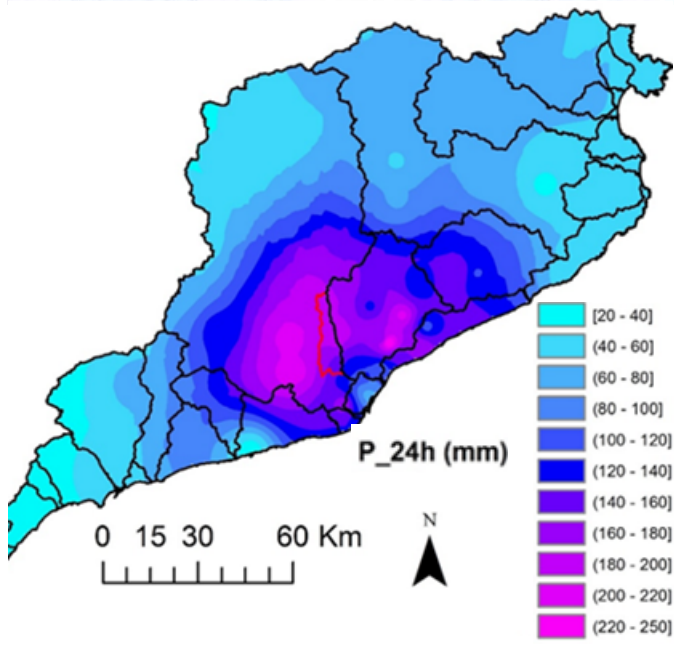 [20 - 40]
(40 - 60]
(60 - 80]
(80 - 100]
(100 - 120]
(120 - 140]
(140 - 160]
(160 - 180]
(180 - 200]
(200 - 220]
(220 - 250]
P_24h (mm)
0 15 30 60 Km
N